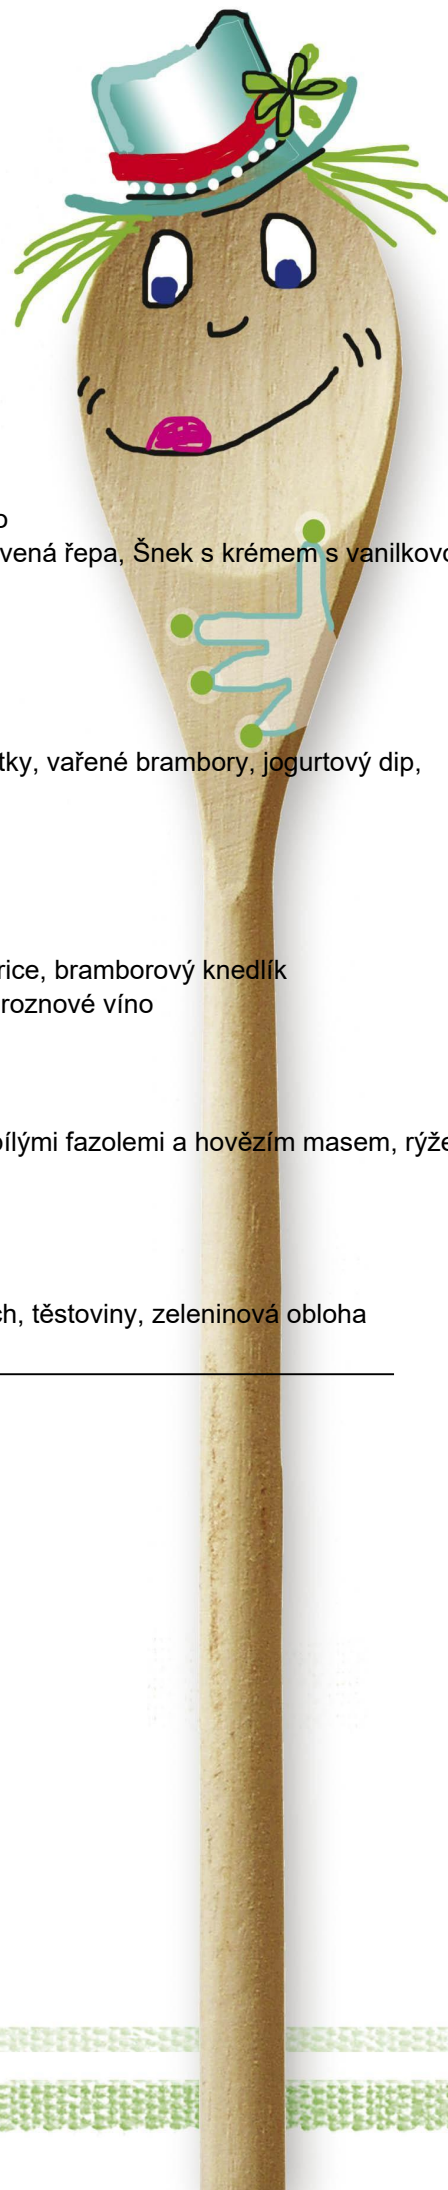 o
vená řepa, Šnek s krémem s vanilkovo
tky, vařené brambory, jogurtový dip,
rice, bramborový knedlík
roznové víno
bílými fazolemi a hovězím masem, rýže
ch, těstoviny, zeleninová obloha